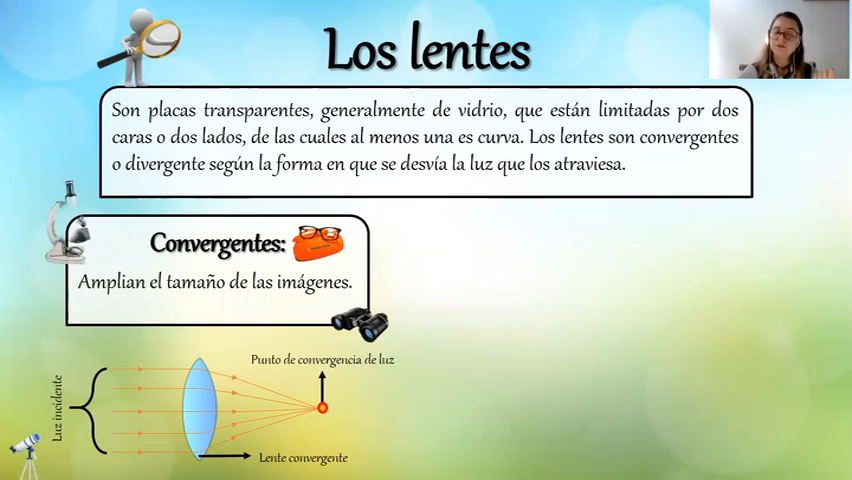 Los lentes
Son placas transparentes, generalmente de vidrio, que están limitadas por dos
caras o dos lados, de las cuales al menos una es curva. Los lentes son convergentes
o divergente según la forma en que se desvía la luz que los atraviesa.
Convergentes:
Amplian el tamaño de las imágenes.
Punto de convergencia de luz
Luz incidente
Lente convergente